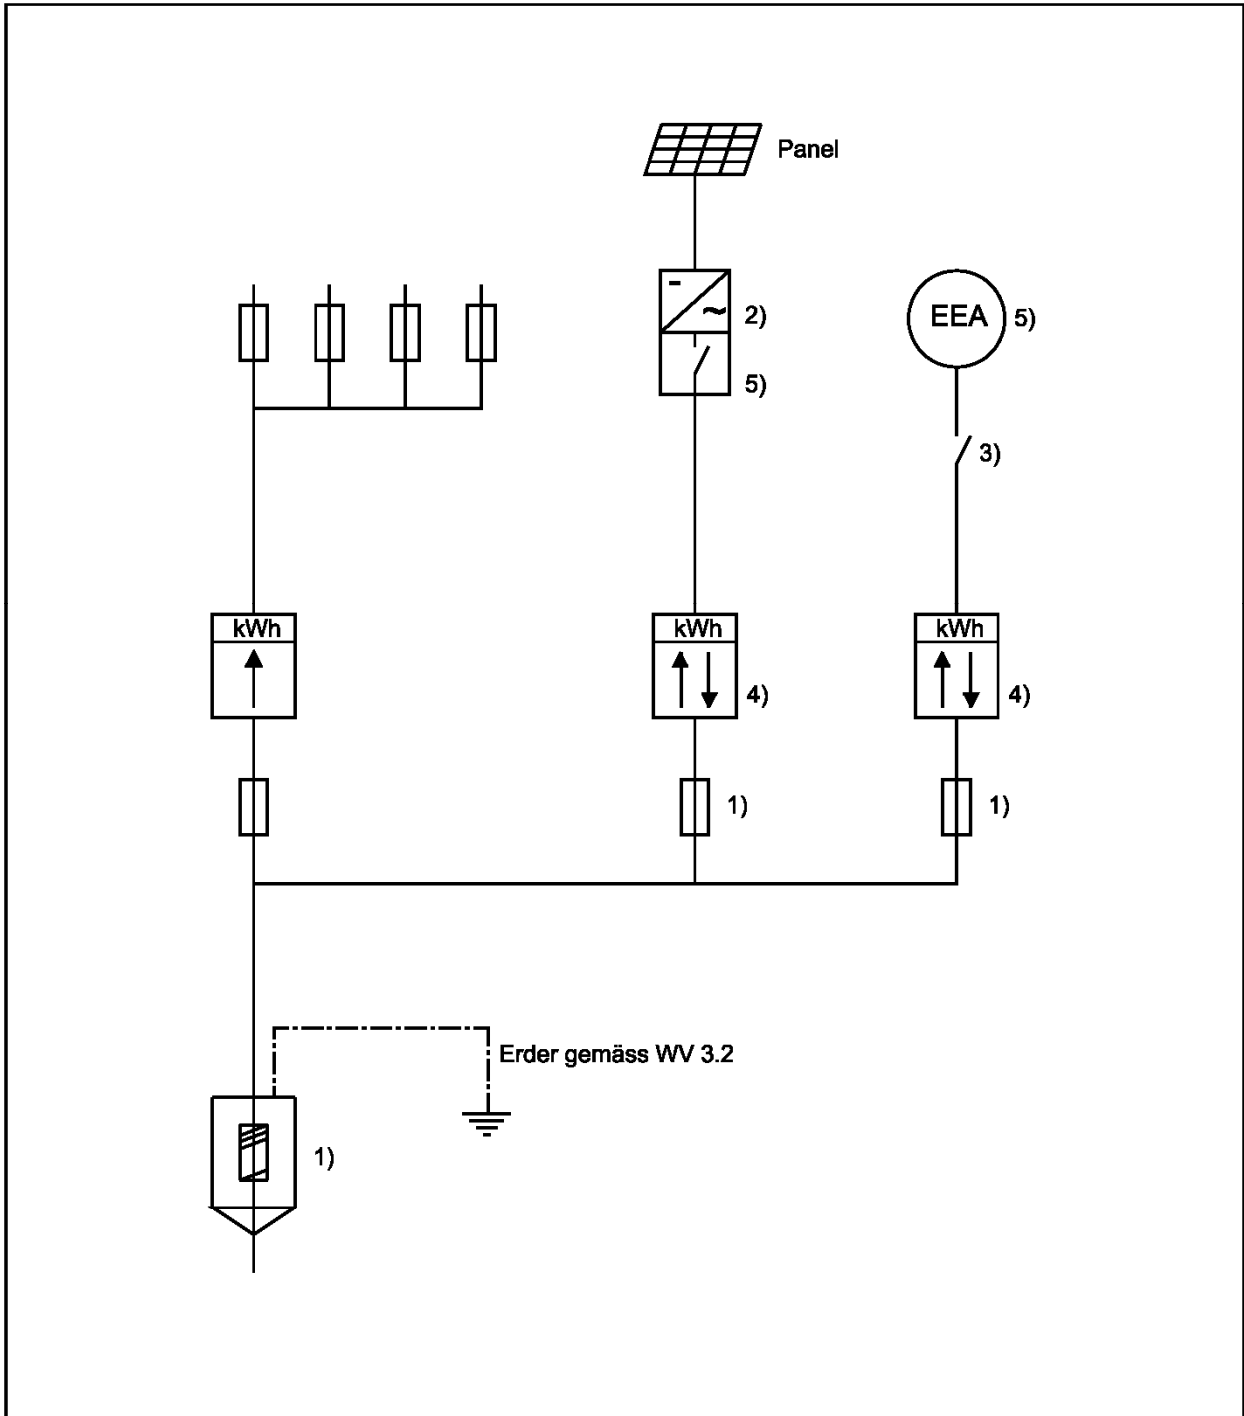 Panel
2)
5)
EEA 5)
3)
kWh
kWh
4)
kWh
4)
1)
1)
Erder gemäss WV 3.2
1)